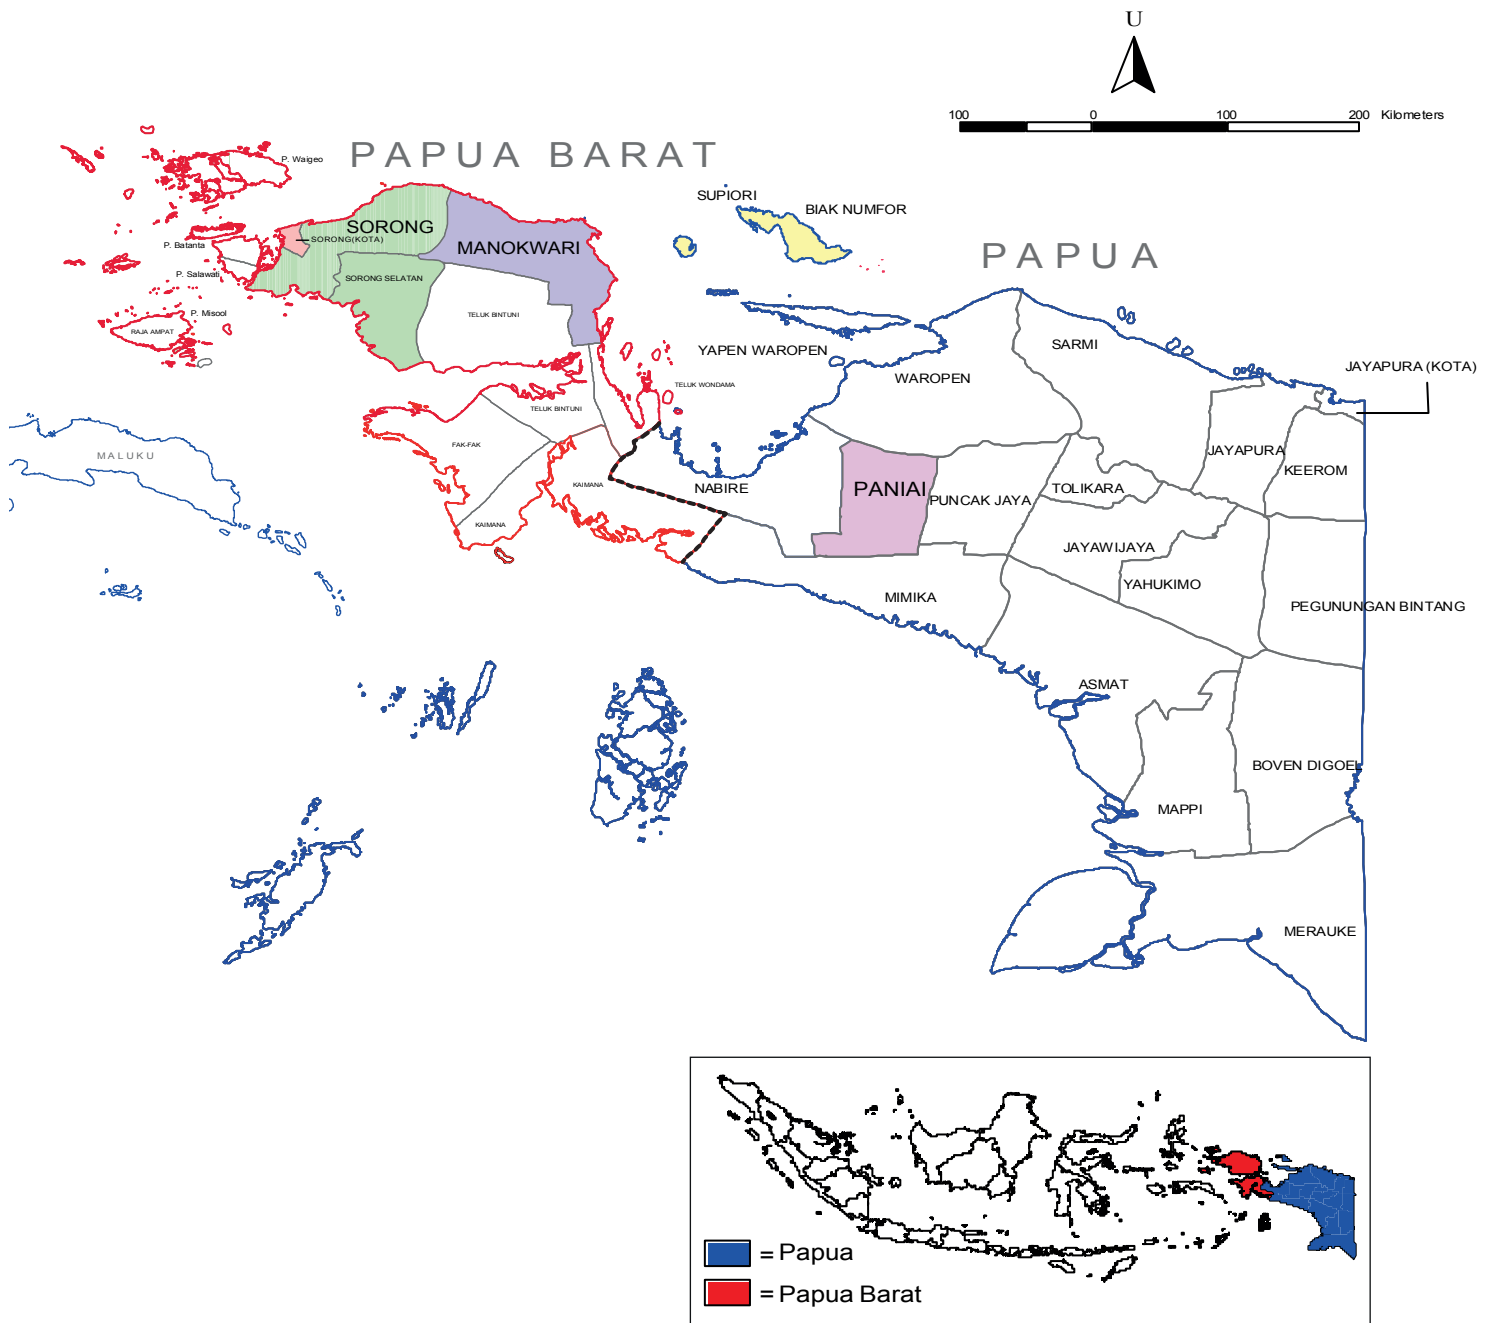 U
100 0 100 200 Kilometers
PAPUA BARAT
P. Waigeo
SUPIORI
BIAK NUMFOR
SORONG
SORONG(KOTA)
MANOKWARI
P. Batanta
PAPUA
P. Salawati
SORONG SELATAN
P. Misool
TELUK BINTUNI
RAJA AMPAT
YAPEN WAROPEN
SARMI
JAYAPURA (KOTA)
WAROPEN
TELUK WONDAMA
TELUK BINTUNI
FAK-FAK
JAYAPURA
MALUKU
KEEROM
KAIMANA
NABIRE
PANIAI
PUNCAK JAYA
TOLIKARA
KAIMANA
JAYAWIJAYA
YAHUKIMO
MIMIKA
PEGUNUNGAN BINTANG
ASMAT
BOVEN DIGOEL
MAPPI
MERAUKE
= Papua
= Papua Barat